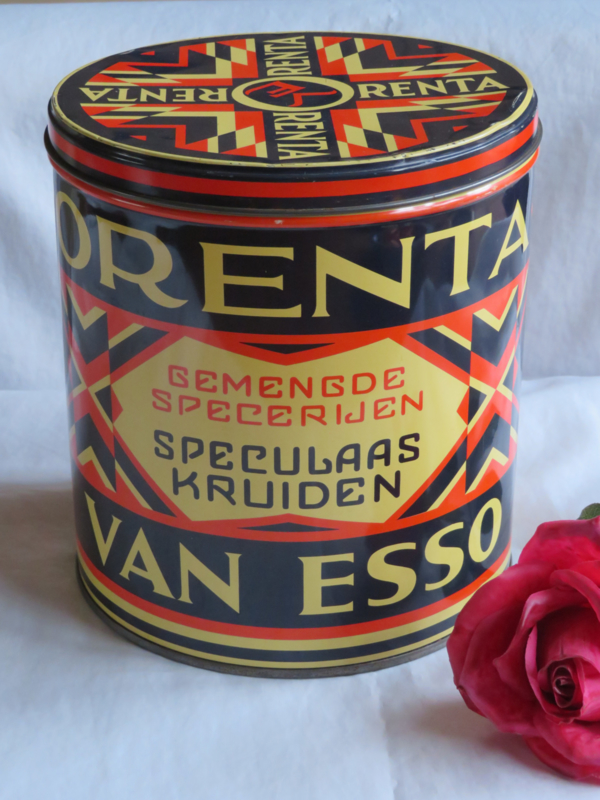 ORENTA
ORENTA
ORENTA
ORENTA
ORENTA
GEMENGDE
SPECERIJEN
SPECULAAS
KRUIDEN
VAN ESSO